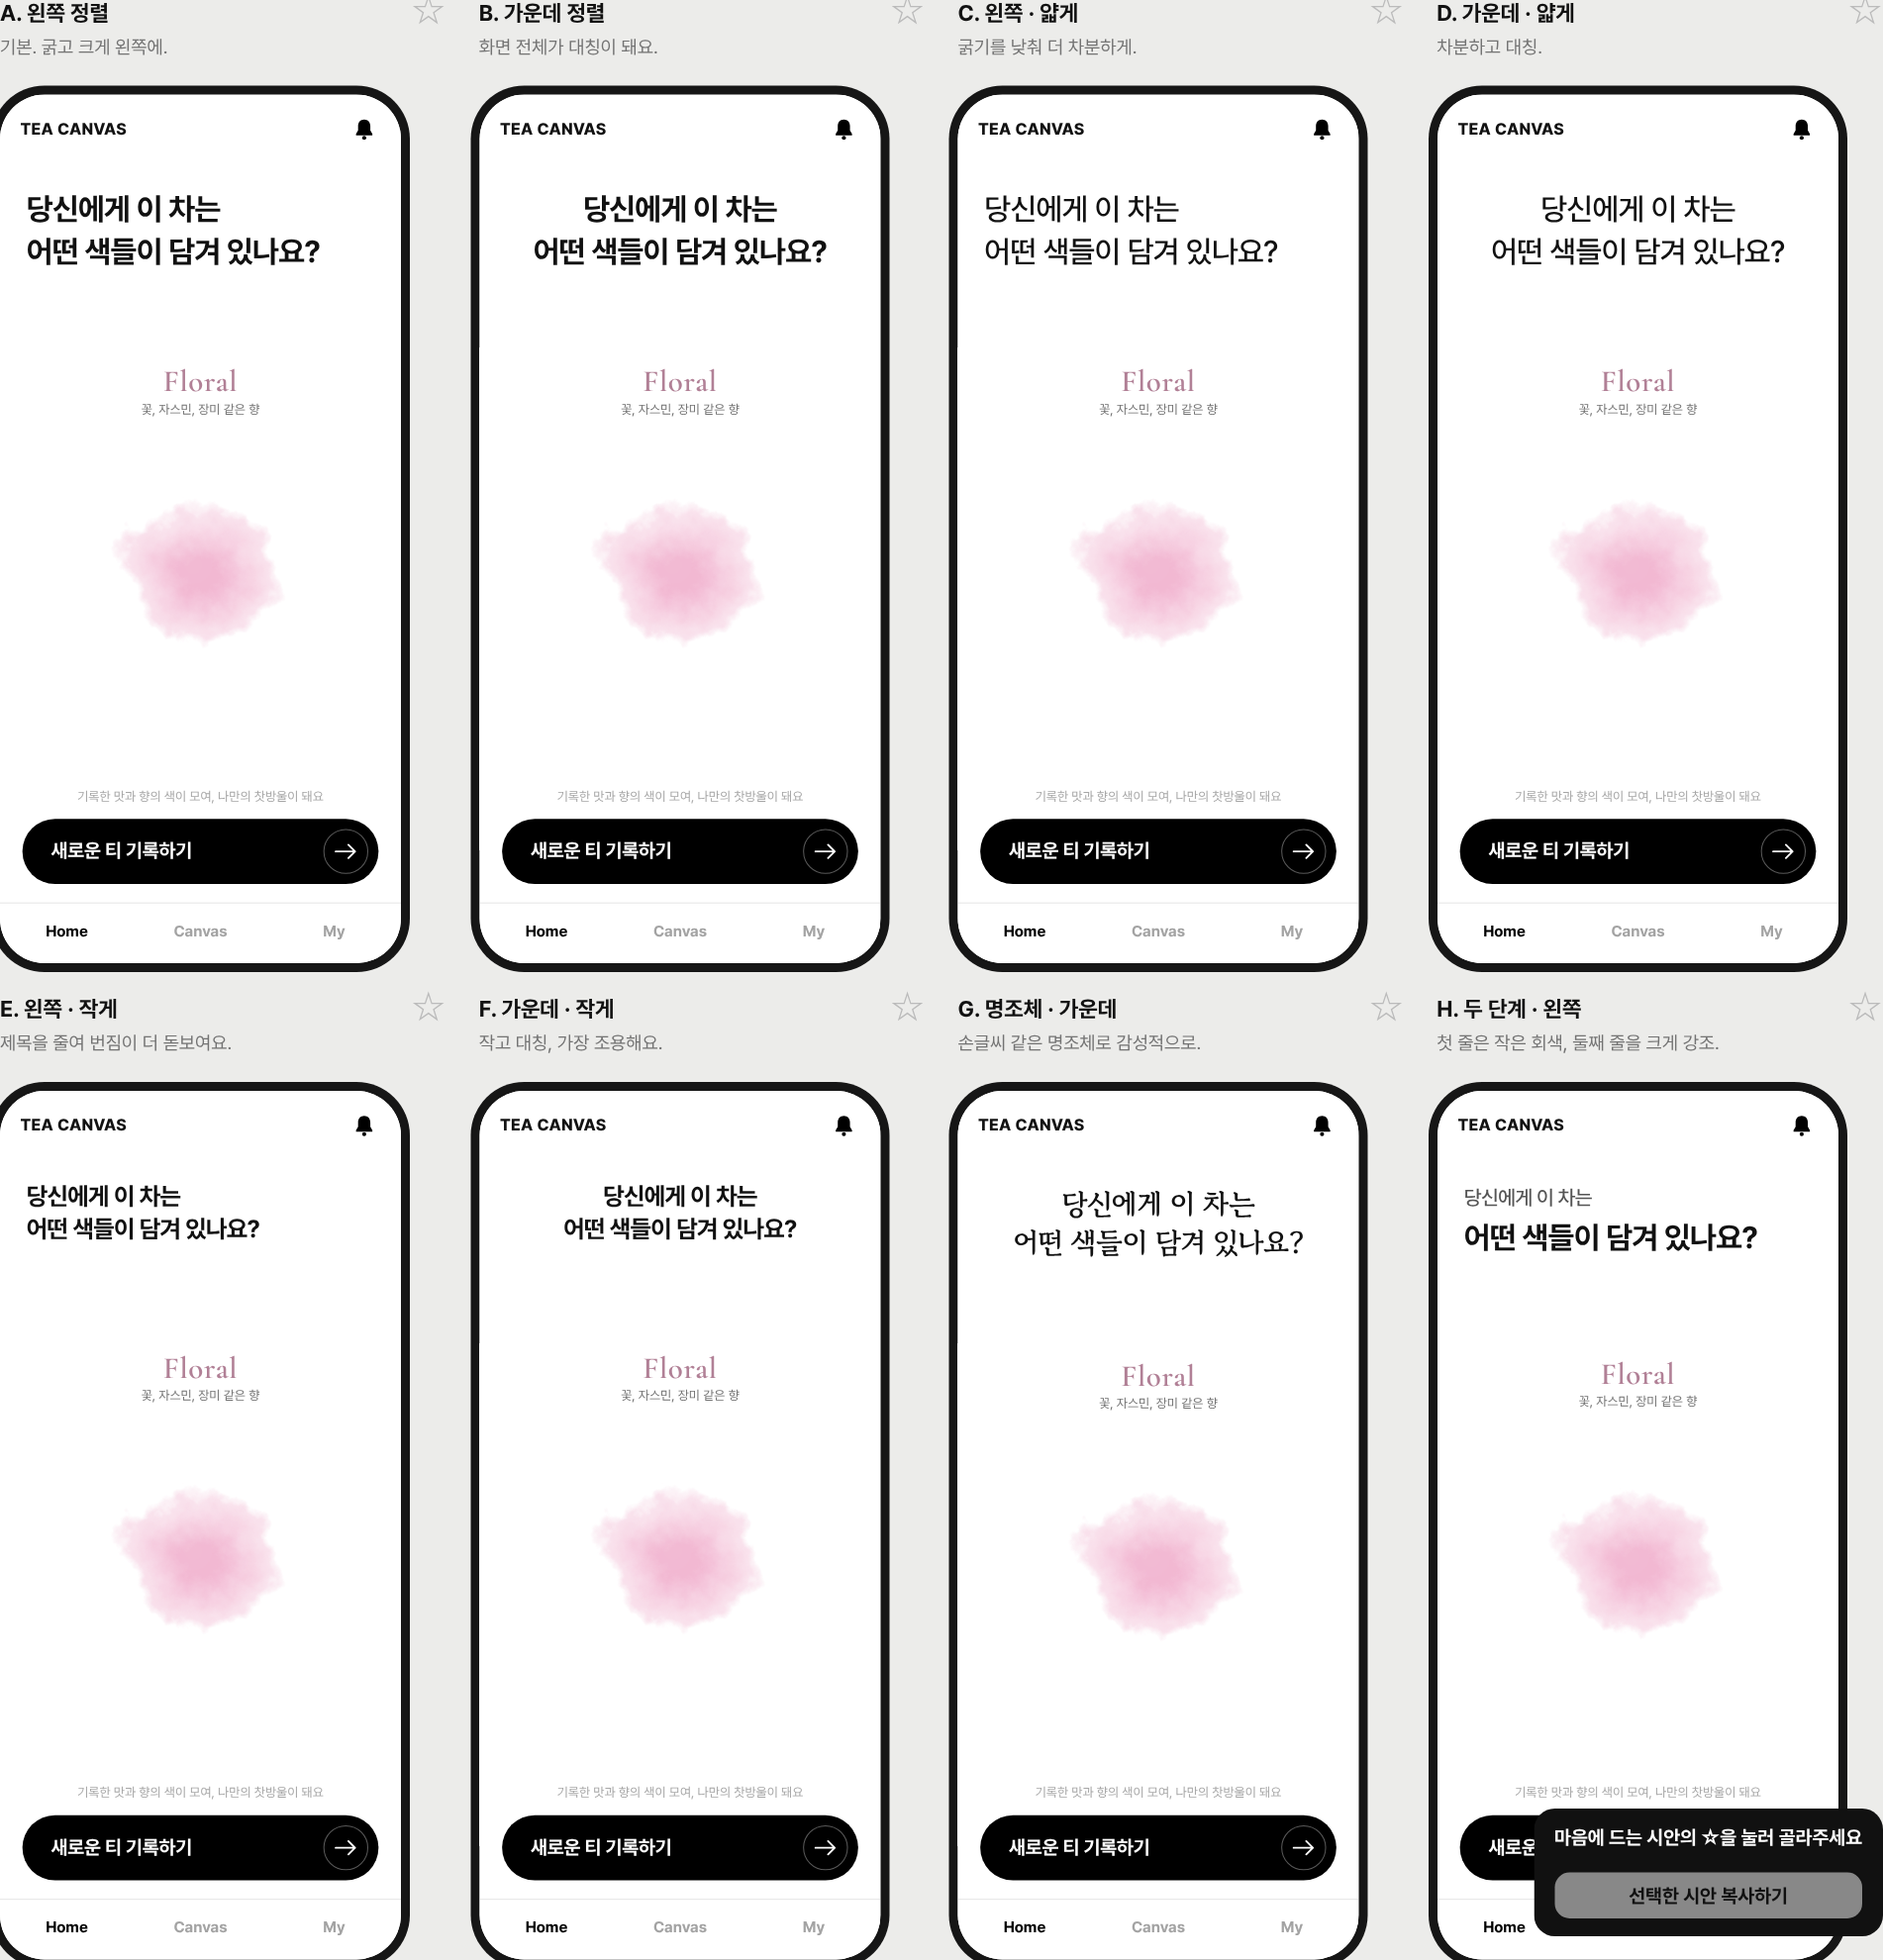 A. 왼쪽 정렬
기본. 굵고 크게 왼쪽에.
TEA CANVAS
당신에게 이 차는
어떤 색들이 담겨 있나요?
Floral
꽃, 자스민, 장미 같은 향
기록한 맛과 향의 색이 모여, 나만의 찻방울이 돼요
새로운 티 기록하기
Home Canvas My
B. 가운데 정렬
화면 전체가 대칭이 돼요.
TEA CANVAS
당신에게 이 차는
어떤 색들이 담겨 있나요?
Floral
꽃, 자스민, 장미 같은 향
기록한 맛과 향의 색이 모여, 나만의 찻방울이 돼요
새로운 티 기록하기
Home Canvas My
C. 왼쪽 · 얇게
굵기를 낮춰 더 차분하게.
TEA CANVAS
당신에게 이 차는
어떤 색들이 담겨 있나요?
Floral
꽃, 자스민, 장미 같은 향
기록한 맛과 향의 색이 모여, 나만의 찻방울이 돼요
새로운 티 기록하기
Home Canvas My
D. 가운데 · 얇게
차분하고 대칭.
TEA CANVAS
당신에게 이 차는
어떤 색들이 담겨 있나요?
Floral
꽃, 자스민, 장미 같은 향
기록한 맛과 향의 색이 모여, 나만의 찻방울이 돼요
새로운 티 기록하기
Home Canvas My
E. 왼쪽 · 작게
제목을 줄여 번짐이 더 돋보여요.
TEA CANVAS
당신에게 이 차는
어떤 색들이 담겨 있나요?
Floral
꽃, 자스민, 장미 같은 향
기록한 맛과 향의 색이 모여, 나만의 찻방울이 돼요
새로운 티 기록하기
Home Canvas My
F. 가운데 · 작게
작고 대칭, 가장 조용해요.
TEA CANVAS
당신에게 이 차는
어떤 색들이 담겨 있나요?
Floral
꽃, 자스민, 장미 같은 향
기록한 맛과 향의 색이 모여, 나만의 찻방울이 돼요
새로운 티 기록하기
Home Canvas My
G. 명조체 · 가운데
손글씨 같은 명조체로 감성적으로.
TEA CANVAS
당신에게 이 차는
어떤 색들이 담겨 있나요?
Floral
꽃, 자스민, 장미 같은 향
기록한 맛과 향의 색이 모여, 나만의 찻방울이 돼요
새로운 티 기록하기
Home Canvas My
H. 두 단계 · 왼쪽
첫 줄은 작은 회색, 둘째 줄을 크게 강조.
TEA CANVAS
당신에게 이 차는
어떤 색들이 담겨 있나요?
Floral
꽃, 자스민, 장미 같은 향
기록한 맛과 향의 색이 모여, 나만의 찻방울이 돼요
새로운
Home
마음에 드는 시안의 ☆을 눌러 골라주세요
선택한 시안 복사하기